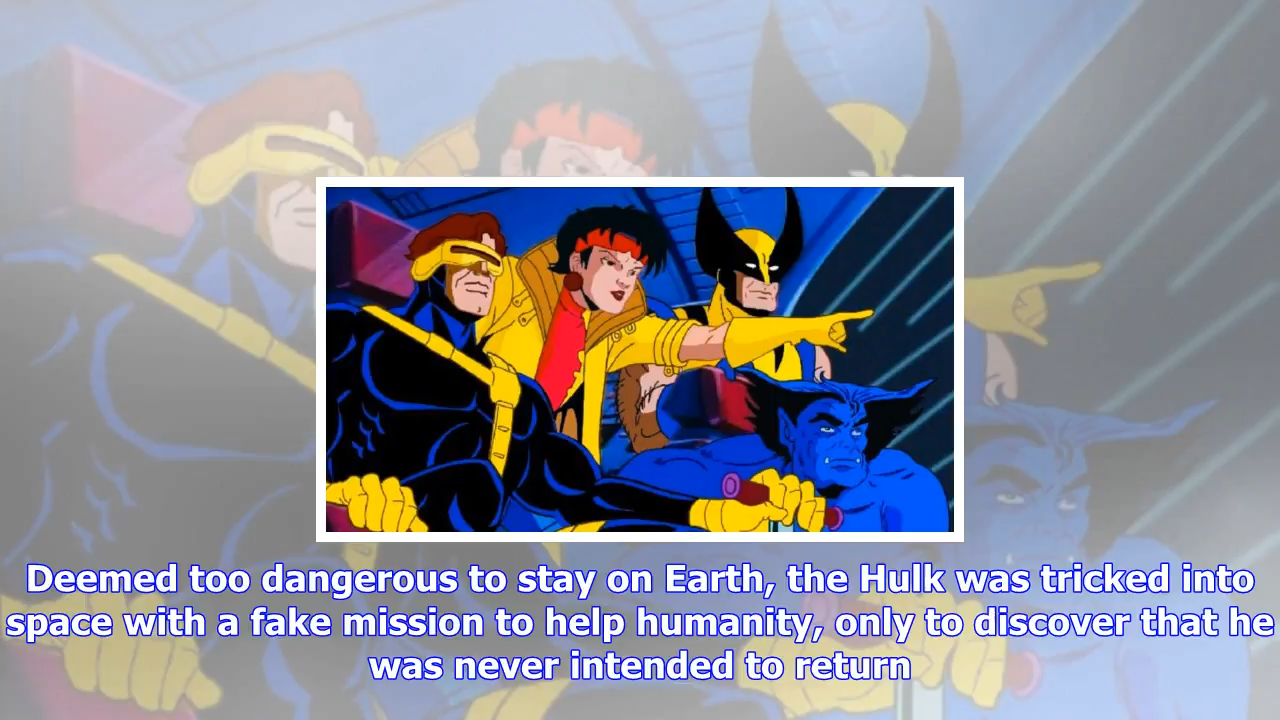 Deemed too dangerous to stay on Earth, the Hulk was tricked into
space with a fake mission to help humanity, only to discover that he
was never intended to return